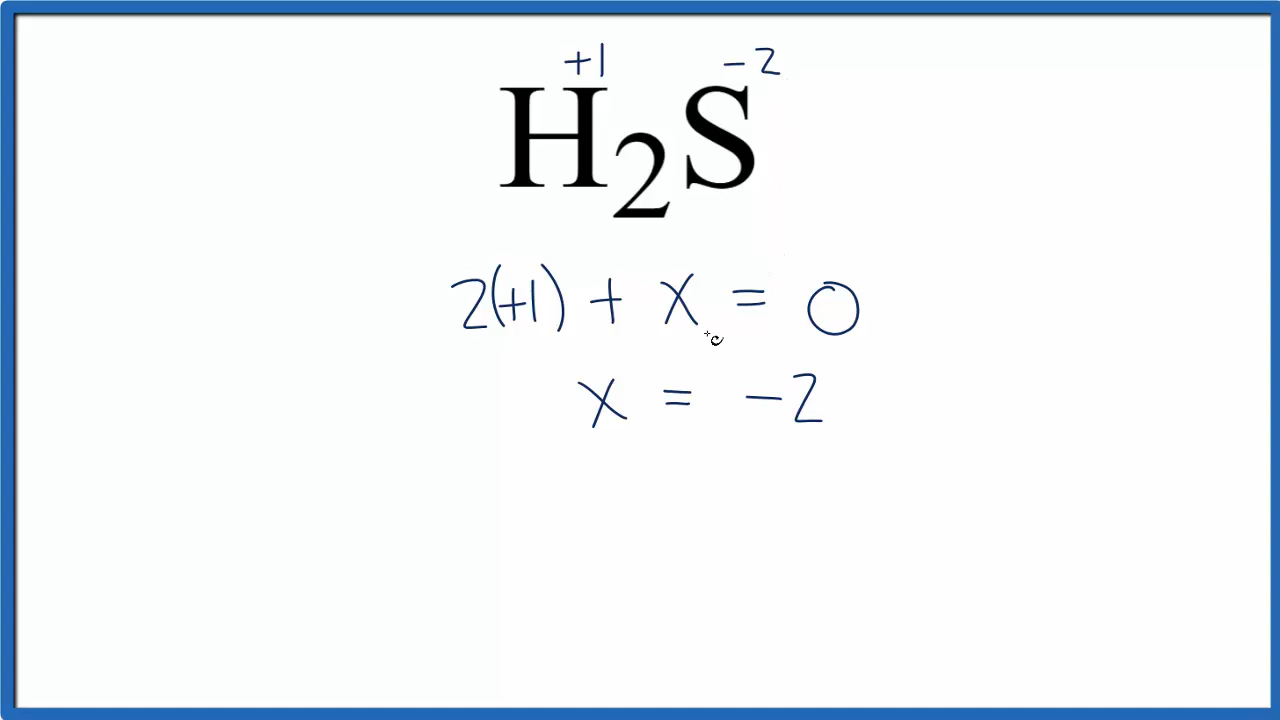 +1 -2
H₂S
2(+1) + x = 0
x = -2